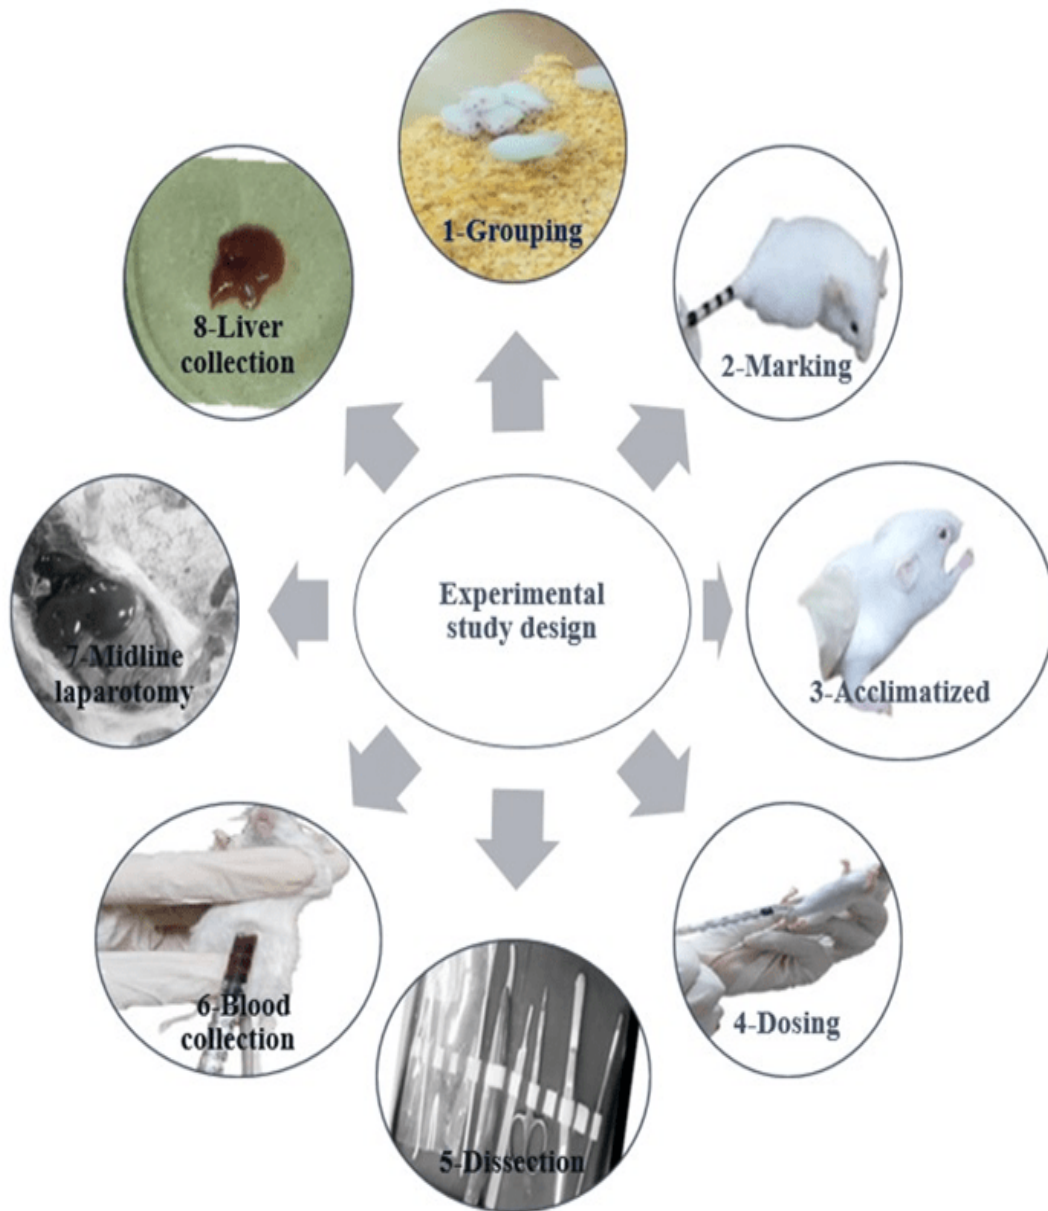 Experimental
study design
1-Grouping
2-Marking
3-Acclimatized
4-Dosing
5-Dissection
6-Blood
collection
7-Midline
laparotomy
8-Liver
collection